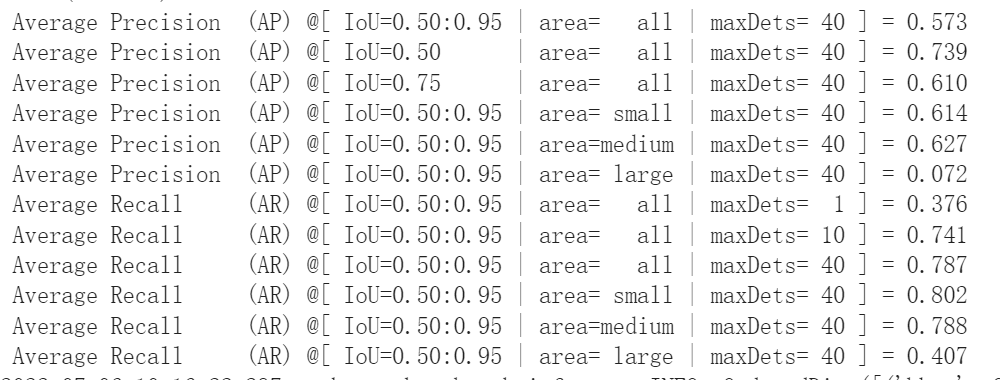 Average Precision  (AP) @[ IoU=0.50:0.95 | area=   all | maxDets= 40 ] = 0.573
Average Precision  (AP) @[ IoU=0.50      | area=   all | maxDets= 40 ] = 0.739
Average Precision  (AP) @[ IoU=0.75      | area=   all | maxDets= 40 ] = 0.610
Average Precision  (AP) @[ IoU=0.50:0.95 | area= small | maxDets= 40 ] = 0.614
Average Precision  (AP) @[ IoU=0.50:0.95 | area=medium | maxDets= 40 ] = 0.627
Average Precision  (AP) @[ IoU=0.50:0.95 | area= large | maxDets= 40 ] = 0.072
Average Recall     (AR) @[ IoU=0.50:0.95 | area=   all | maxDets=  1 ] = 0.376
Average Recall     (AR) @[ IoU=0.50:0.95 | area=   all | maxDets= 10 ] = 0.741
Average Recall     (AR) @[ IoU=0.50:0.95 | area=   all | maxDets= 40 ] = 0.787
Average Recall     (AR) @[ IoU=0.50:0.95 | area= small | maxDets= 40 ] = 0.802
Average Recall     (AR) @[ IoU=0.50:0.95 | area=medium | maxDets= 40 ] = 0.788
Average Recall     (AR) @[ IoU=0.50:0.95 | area= large | maxDets= 40 ] = 0.407